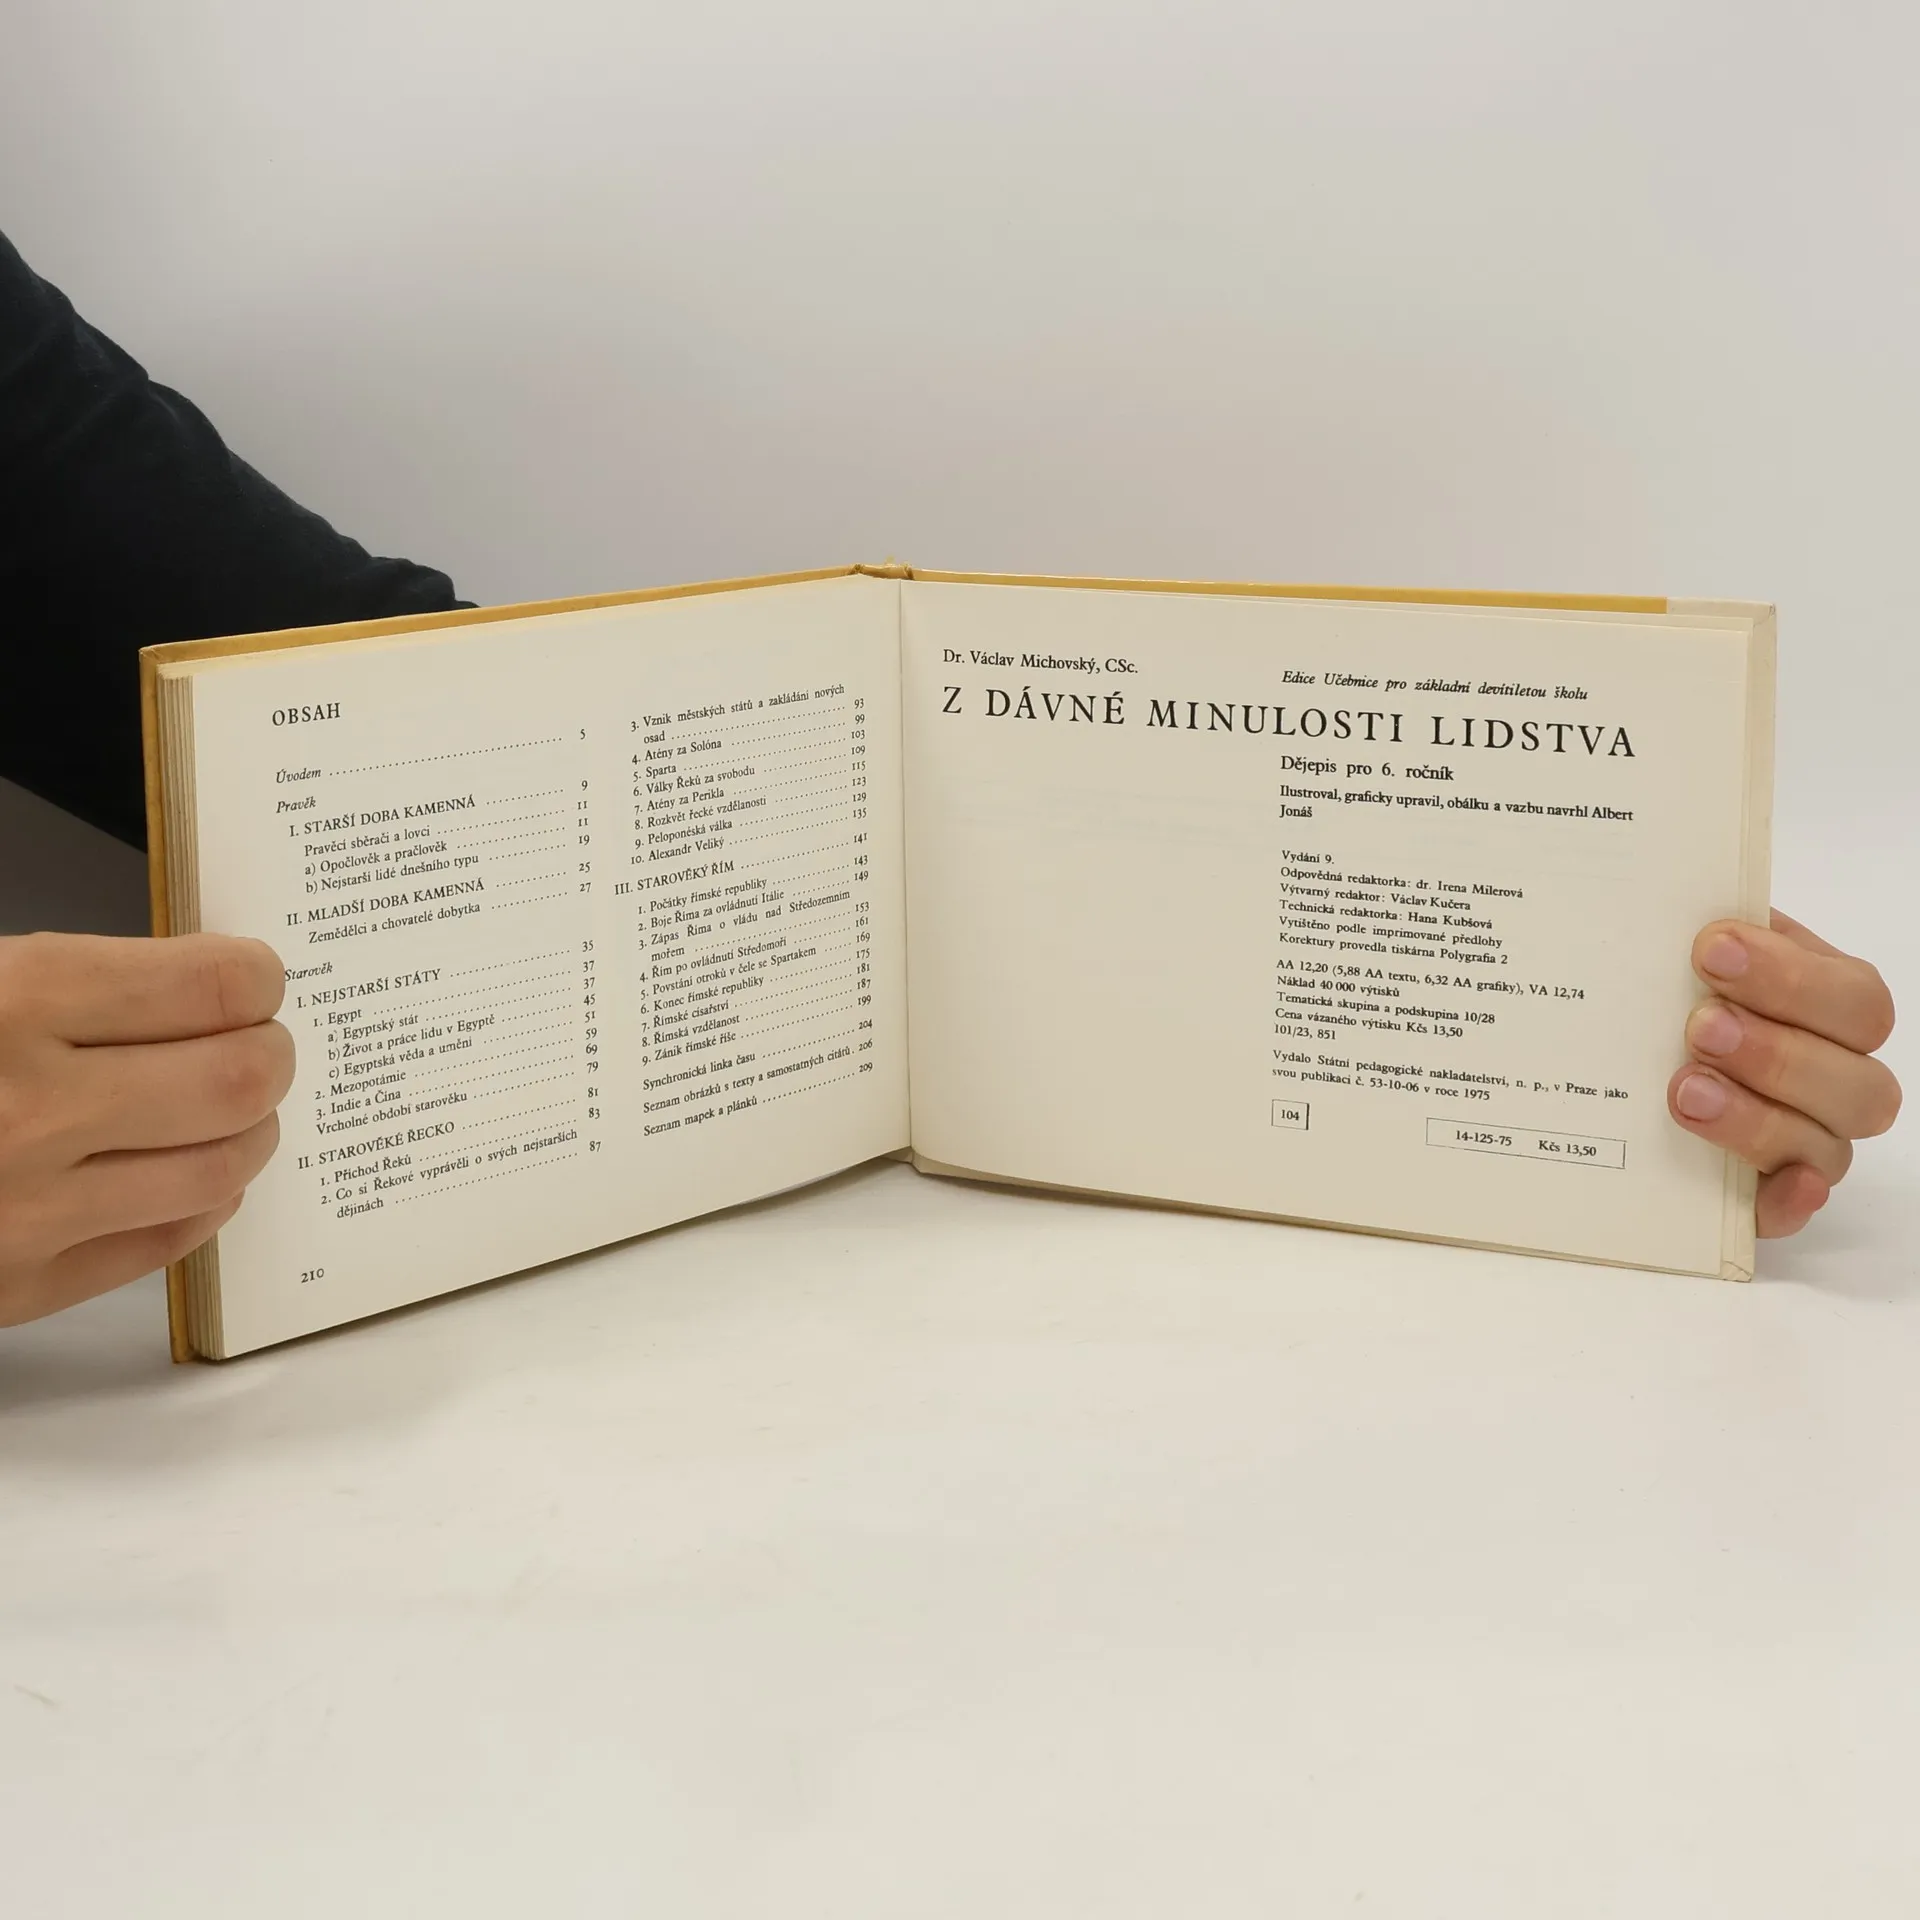 OBSAH
Úvodem 5
Pravěk
I. STARŠÍ DOBA KAMENNÁ 9
Pravěcí sběrači a lovci 11
a) Opočlověk a pračlověk 11
b) Nejstarší lidé dnešního typu 19
II. MLADŠÍ DOBA KAMENNÁ 25
Zemědělci a chovatelé dobytka 27
Starověk
I. NEJSTARŠÍ STÁTY 35
1. Egypt 37
a) Egyptský stát 37
b) Život a práce lidu v Egyptě 45
c) Egyptská věda a umění 51
2. Mezopotámie 59
3. Indie a Čína 69
Vrcholné období starověku 79
II. STAROVĚKÉ ŘECKO 81
1. Příchod Řeků 83
2. Co si Řekové vyprávěli o svých nejstarších
dějinách 87
210
3. Vznik městských států a zakládání nových
osad 93
4. Atény za Solóna 99
5. Sparta 103
6. Války Řeků za svobodu 109
7. Atény za Perikla 115
8. Rozkvět řecké vzdělanosti 123
9. Peloponéská válka 129
10. Alexandr Veliký 135
III. STAROVĚKÝ ŘÍM 141
1. Počátky římské republiky 143
2. Boje Říma za ovládnutí Itálie 149
3. Zápas Říma o vládu nad Středozemním
mořem 153
4. Řím po ovládnutí Středomoří 161
5. Povstání otroků v čele se Spartakem 169
6. Konec římské republiky 175
7. Římské císařství 181
8. Římská vzdělanost 187
9. Zánik římské říše 199
Synchronická linka času 204
Seznam obrázků s texty a samostatných citátů 206
Seznam mapek a plánků 209
Dr. Václav Michovský, CSc.
Edice Učebnice pro základní devítiletou školu
Z DÁVNÉ MINULOSTI LIDSTVA
Dějepis pro 6. ročník
Ilustroval, graficky upravil, obálku a vazbu navrhl Albert
Jonáš
Vydání 9.
Odpovědná redaktorka: dr. Irena Milerová
Výtvarný redaktor: Václav Kučera
Technická redaktorka: Hana Kubšová
Vytištěno podle imprimované předlohy
Korektury provedla tiskárna Polygrafia 2
AA 12,20 (5,88 AA textu, 6,32 AA grafiky), VA 12,74
Náklad 40 000 výtisků
Tematická skupina a podskupina 10/28
Cena vázaného výtisku Kčs 13,50
101/23, 851
Vydalo Státní pedagogické nakladatelství, n. p., v Praze jako
svou publikaci č. 53-10-06 v roce 1975
104
14-125-75 Kčs 13,50